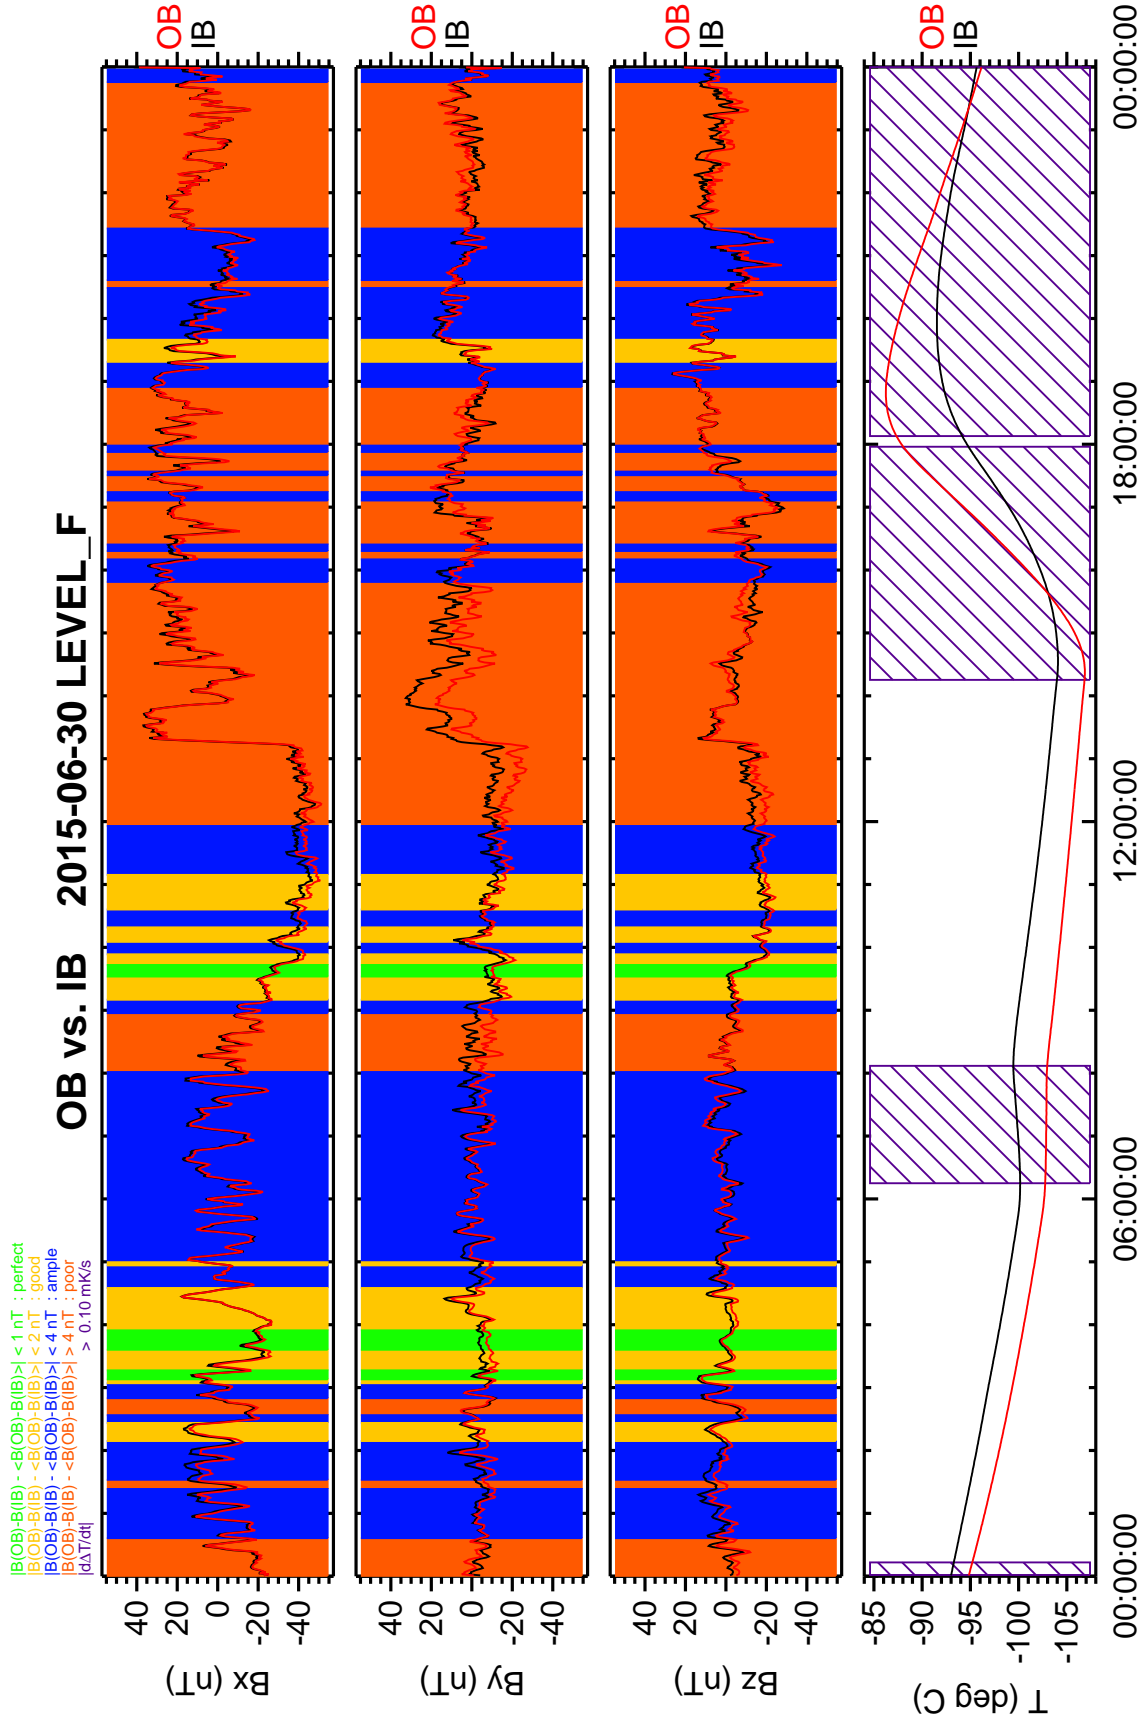 OB vs. IB 2015-06-30 LEVEL_F
|B(OB)-B(IB) - <B(OB)-B(IB)>| < 1 nT : perfect
|B(OB)-B(IB) - <B(OB)-B(IB)>| < 2 nT : good
|B(OB)-B(IB) - <B(OB)-B(IB)>| < 4 nT : ample
|B(OB)-B(IB) - <B(OB)-B(IB)>| > 4 nT : poor
|dΔT/dt| > 0.10 mK/s
Bx (nT)
40
20
0
-20
-40
OB
IB
By (nT)
40
20
0
-20
-40
OB
IB
Bz (nT)
40
20
0
-20
-40
OB
IB
T (deg C)
-85
-90
-95
-100
-105
OB
IB
00:00:00
06:00:00
12:00:00
18:00:00
00:00:00